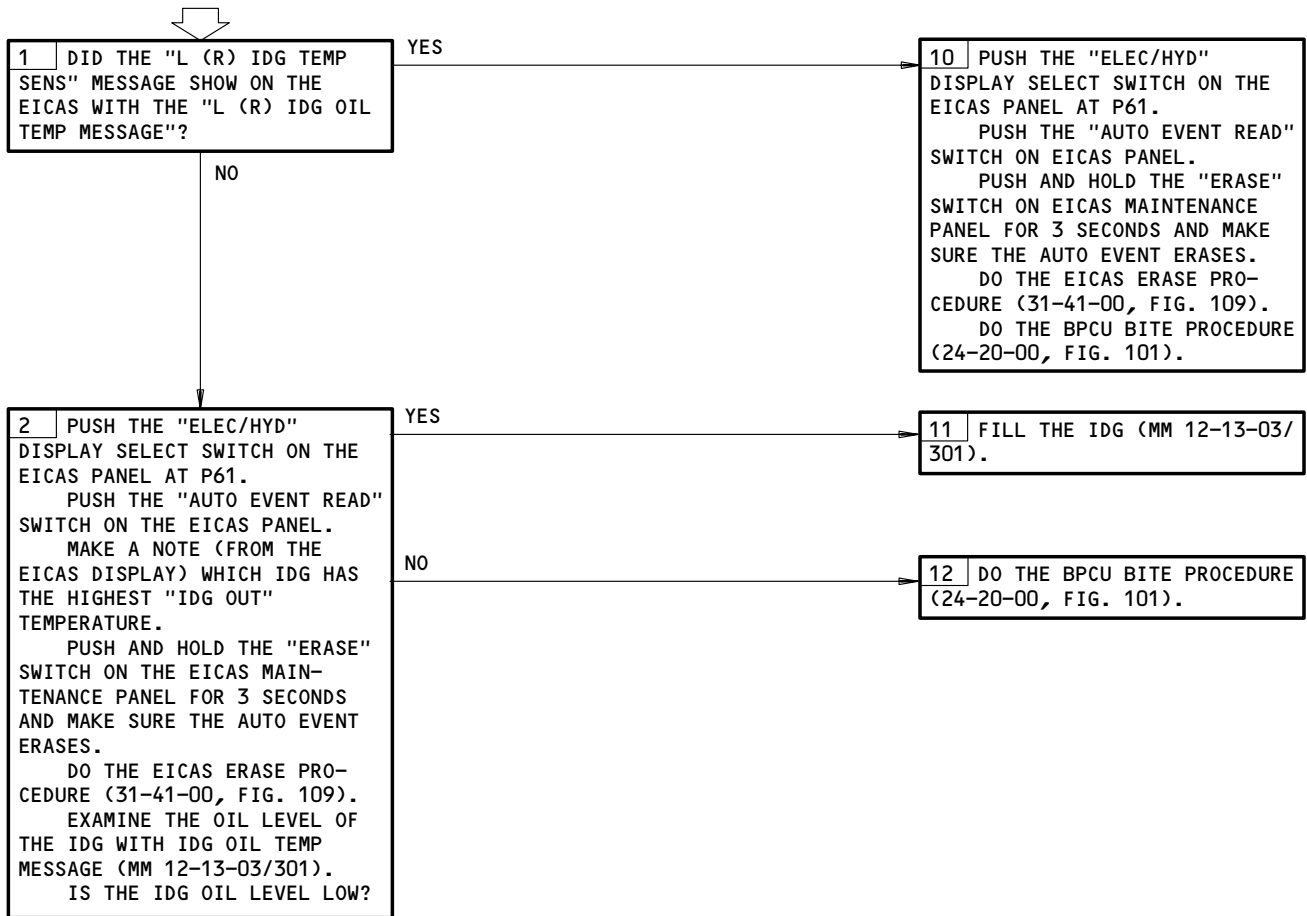 1 DID THE "L (R) IDG TEMP
SENS" MESSAGE SHOW ON THE
EICAS WITH THE "L (R) IDG OIL
TEMP MESSAGE"?
YES
NO
10 PUSH THE "ELEC/HYD"
DISPLAY SELECT SWITCH ON THE
EICAS PANEL AT P61.
PUSH THE "AUTO EVENT READ"
SWITCH ON EICAS PANEL.
PUSH AND HOLD THE "ERASE"
SWITCH ON EICAS MAINTENANCE
PANEL FOR 3 SECONDS AND MAKE
SURE THE AUTO EVENT ERASES.
DO THE EICAS ERASE PRO-
CEDURE (31-41-00, FIG. 109).
DO THE BPCU BITE PROCEDURE
(24-20-00, FIG. 101).
2 PUSH THE "ELEC/HYD"
DISPLAY SELECT SWITCH ON THE
EICAS PANEL AT P61.
PUSH THE "AUTO EVENT READ"
SWITCH ON THE EICAS PANEL.
MAKE A NOTE (FROM THE
EICAS DISPLAY) WHICH IDG HAS
THE HIGHEST "IDG OUT"
TEMPERATURE.
PUSH AND HOLD THE "ERASE"
SWITCH ON THE EICAS MAIN-
TENANCE PANEL FOR 3 SECONDS
AND MAKE SURE THE AUTO EVENT
ERASES.
DO THE EICAS ERASE PRO-
CEDURE (31-41-00, FIG. 109).
EXAMINE THE OIL LEVEL OF
THE IDG WITH IDG OIL TEMP
MESSAGE (MM 12-13-03/301).
IS THE IDG OIL LEVEL LOW?
YES
11 FILL THE IDG (MM 12-13-03/
301).
NO
12 DO THE BPCU BITE PROCEDURE
(24-20-00, FIG. 101).